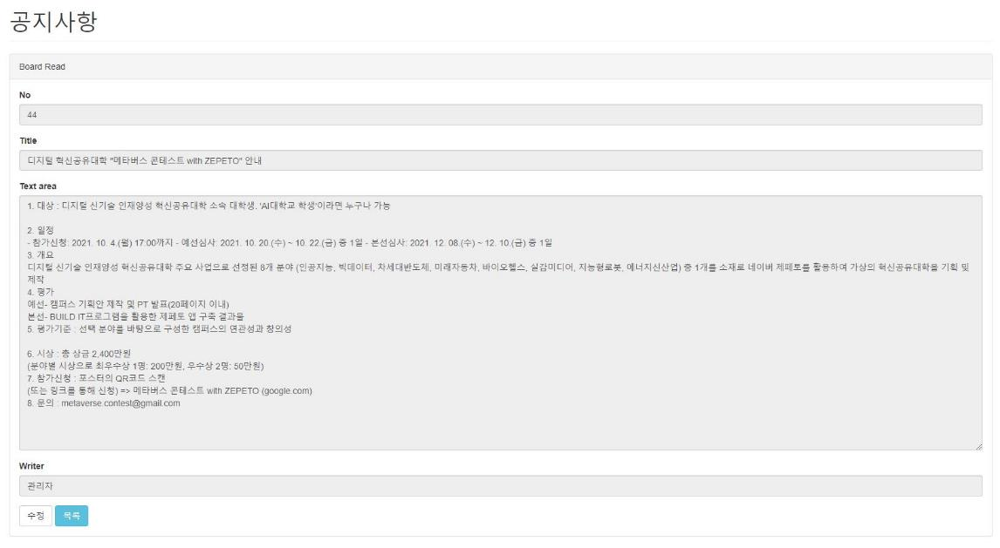 공지사항
Board Read
No
44
Title
디지털 혁신공유대학 "메타버스 콘테스트 with ZEPETO" 안내
Text area
1. 대상 : 디지털 신기술 인재양성 혁신공유대학 소속 대학생. 'AI대학교 학생'이라면 누구나 가능
2. 일정
- 참가신청: 2021. 10. 4.(월) 17:00까지 - 예선심사: 2021. 10. 20.(수) ~ 10. 22.(금) 중 1일 - 본선심사: 2021. 12. 08.(수) ~ 12. 10.(금) 중 1일
3. 개요
디지털 신기술 인재양성 혁신공유대학 주요 사업으로 선정된 8개 분야 (인공지능, 빅데이터, 차세대반도체, 미래자동차, 바이오헬스, 실감미디어, 지능형로봇, 에너지신산업) 중 1개를 소재로 네이버 제페토를 활용하여 가상의 혁신공유대학을 기획 및
제작
4. 평가
예선- 캠퍼스 기획안 제작 및 PT 발표(20페이지 이내)
본선- BUILD IT프로그램을 활용한 제페토 앱 구축 결과물
5. 평가기준 : 선택 분야를 바탕으로 구성한 캠퍼스의 연관성과 창의성
6. 시상 : 총 상금 2,400만원
(분야별 시상으로 최우수상 1명: 200만원, 우수상 2명: 50만원)
7. 참가신청 : 포스터의 QR코드 스캔
(또는 링크를 통해 신청) => 메타버스 콘테스트 with ZEPETO (google.com)
8. 문의 : metaverse.contest@gmail.com
Writer
관리자
수정 목록